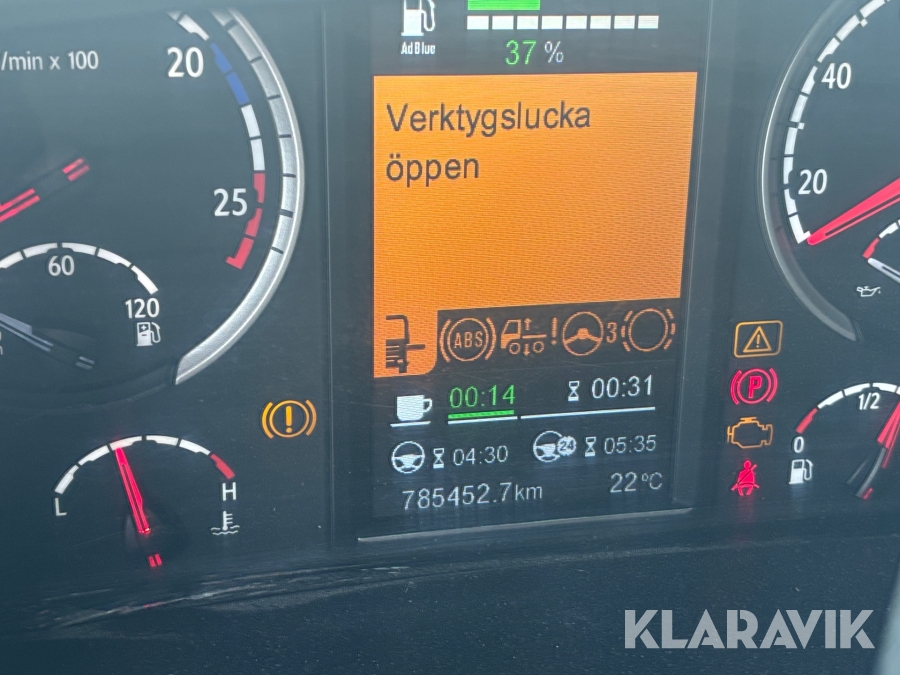 /min x 100
20
25
60
120
AdBlue
37 %
Verktygslucka
öppen
ABS
! 3
00:14
00:31
04:30
24
05:35
785452.7km
22°C
L
H
40
20
!
P
1/2
0
KLARAVIK